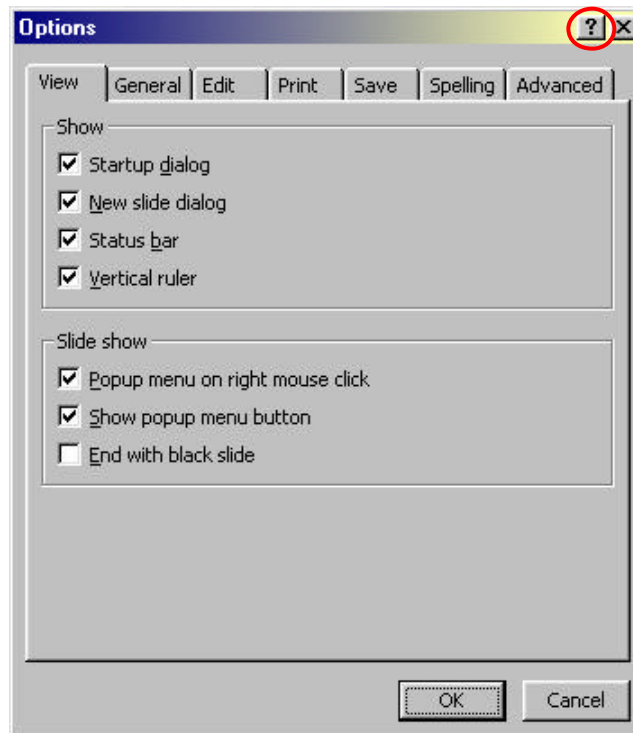 Options ? X
View General Edit Print Save Spelling Advanced
Show
Startup dialog
New slide dialog
Status bar
Vertical ruler
Slide show
Popup menu on right mouse click
Show popup menu button
End with black slide
OK Cancel